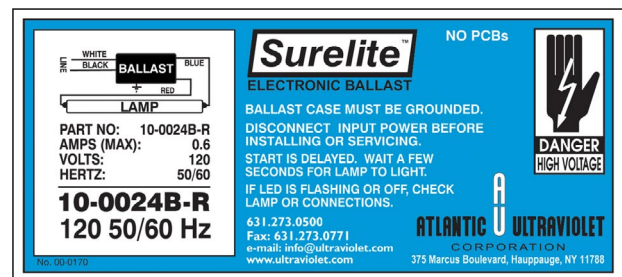 WHITE
BLACK
LINE
BALLAST
BLUE
RED
LAMP
PART NO: 10-0024B-R
AMPS (MAX): 0.6
VOLTS: 120
HERTZ: 50/60
10-0024B-R
120 50/60 Hz
No. 00-0170
Surelite™
ELECTRONIC BALLAST
NO PCBs
BALLAST CASE MUST BE GROUNDED.
DISCONNECT INPUT POWER BEFORE
INSTALLING OR SERVICING.
START IS DELAYED. WAIT A FEW
SECONDS FOR LAMP TO LIGHT.
IF LED IS FLASHING OR OFF, CHECK
LAMP OR CONNECTIONS.
631.273.0500
Fax: 631.273.0771
e-mail: info@ultraviolet.com
www.ultraviolet.com
DANGER
HIGH VOLTAGE
AU
ATLANTIC ULTRAVIOLET
CORPORATION
375 Marcus Boulevard, Hauppauge, NY 11788